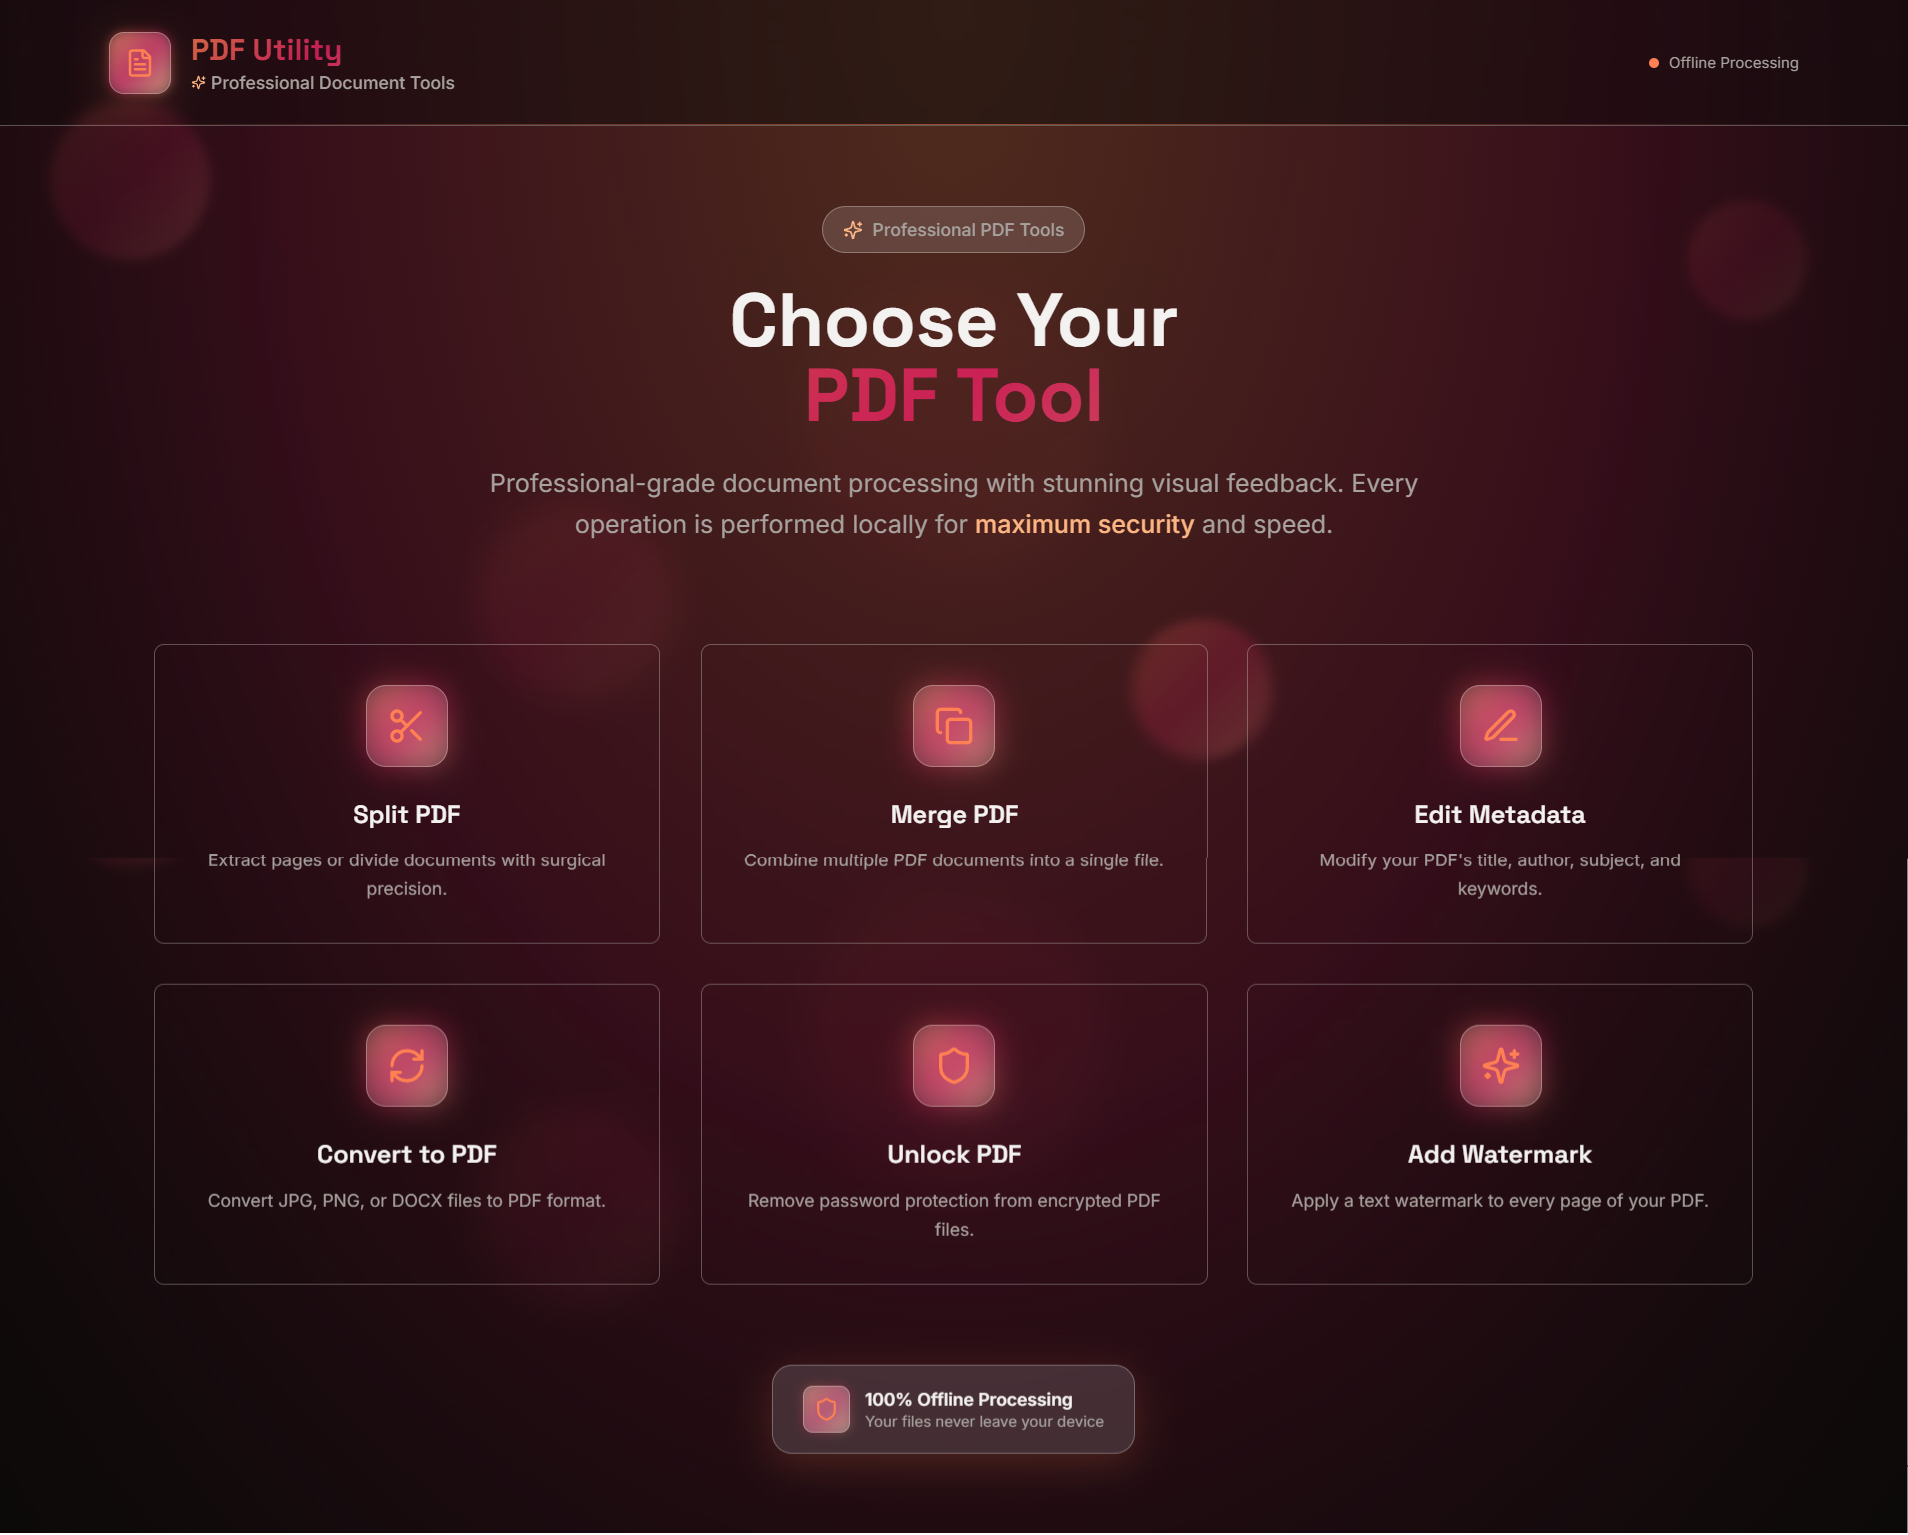 PDF Utility
Professional Document Tools
Offline Processing
Professional PDF Tools
Choose Your
PDF Tool
Professional-grade document processing with stunning visual feedback. Every
operation is performed locally for maximum security and speed.
Split PDF
Extract pages or divide documents with surgical
precision.
Merge PDF
Combine multiple PDF documents into a single file.
Edit Metadata
Modify your PDF's title, author, subject, and
keywords.
Convert to PDF
Convert JPG, PNG, or DOCX files to PDF format.
Unlock PDF
Remove password protection from encrypted PDF
files.
Add Watermark
Apply a text watermark to every page of your PDF.
100% Offline Processing
Your files never leave your device